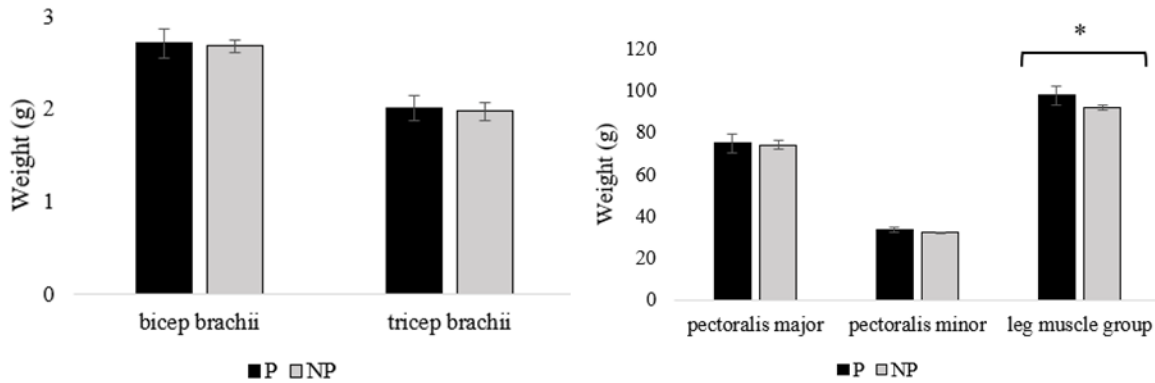 3
2
1
0
Weight (g)
bicep brachii tricep brachii
P NP
*
120
100
80
60
40
20
0
Weight (g)
pectoralis major pectoralis minor leg muscle group
P NP